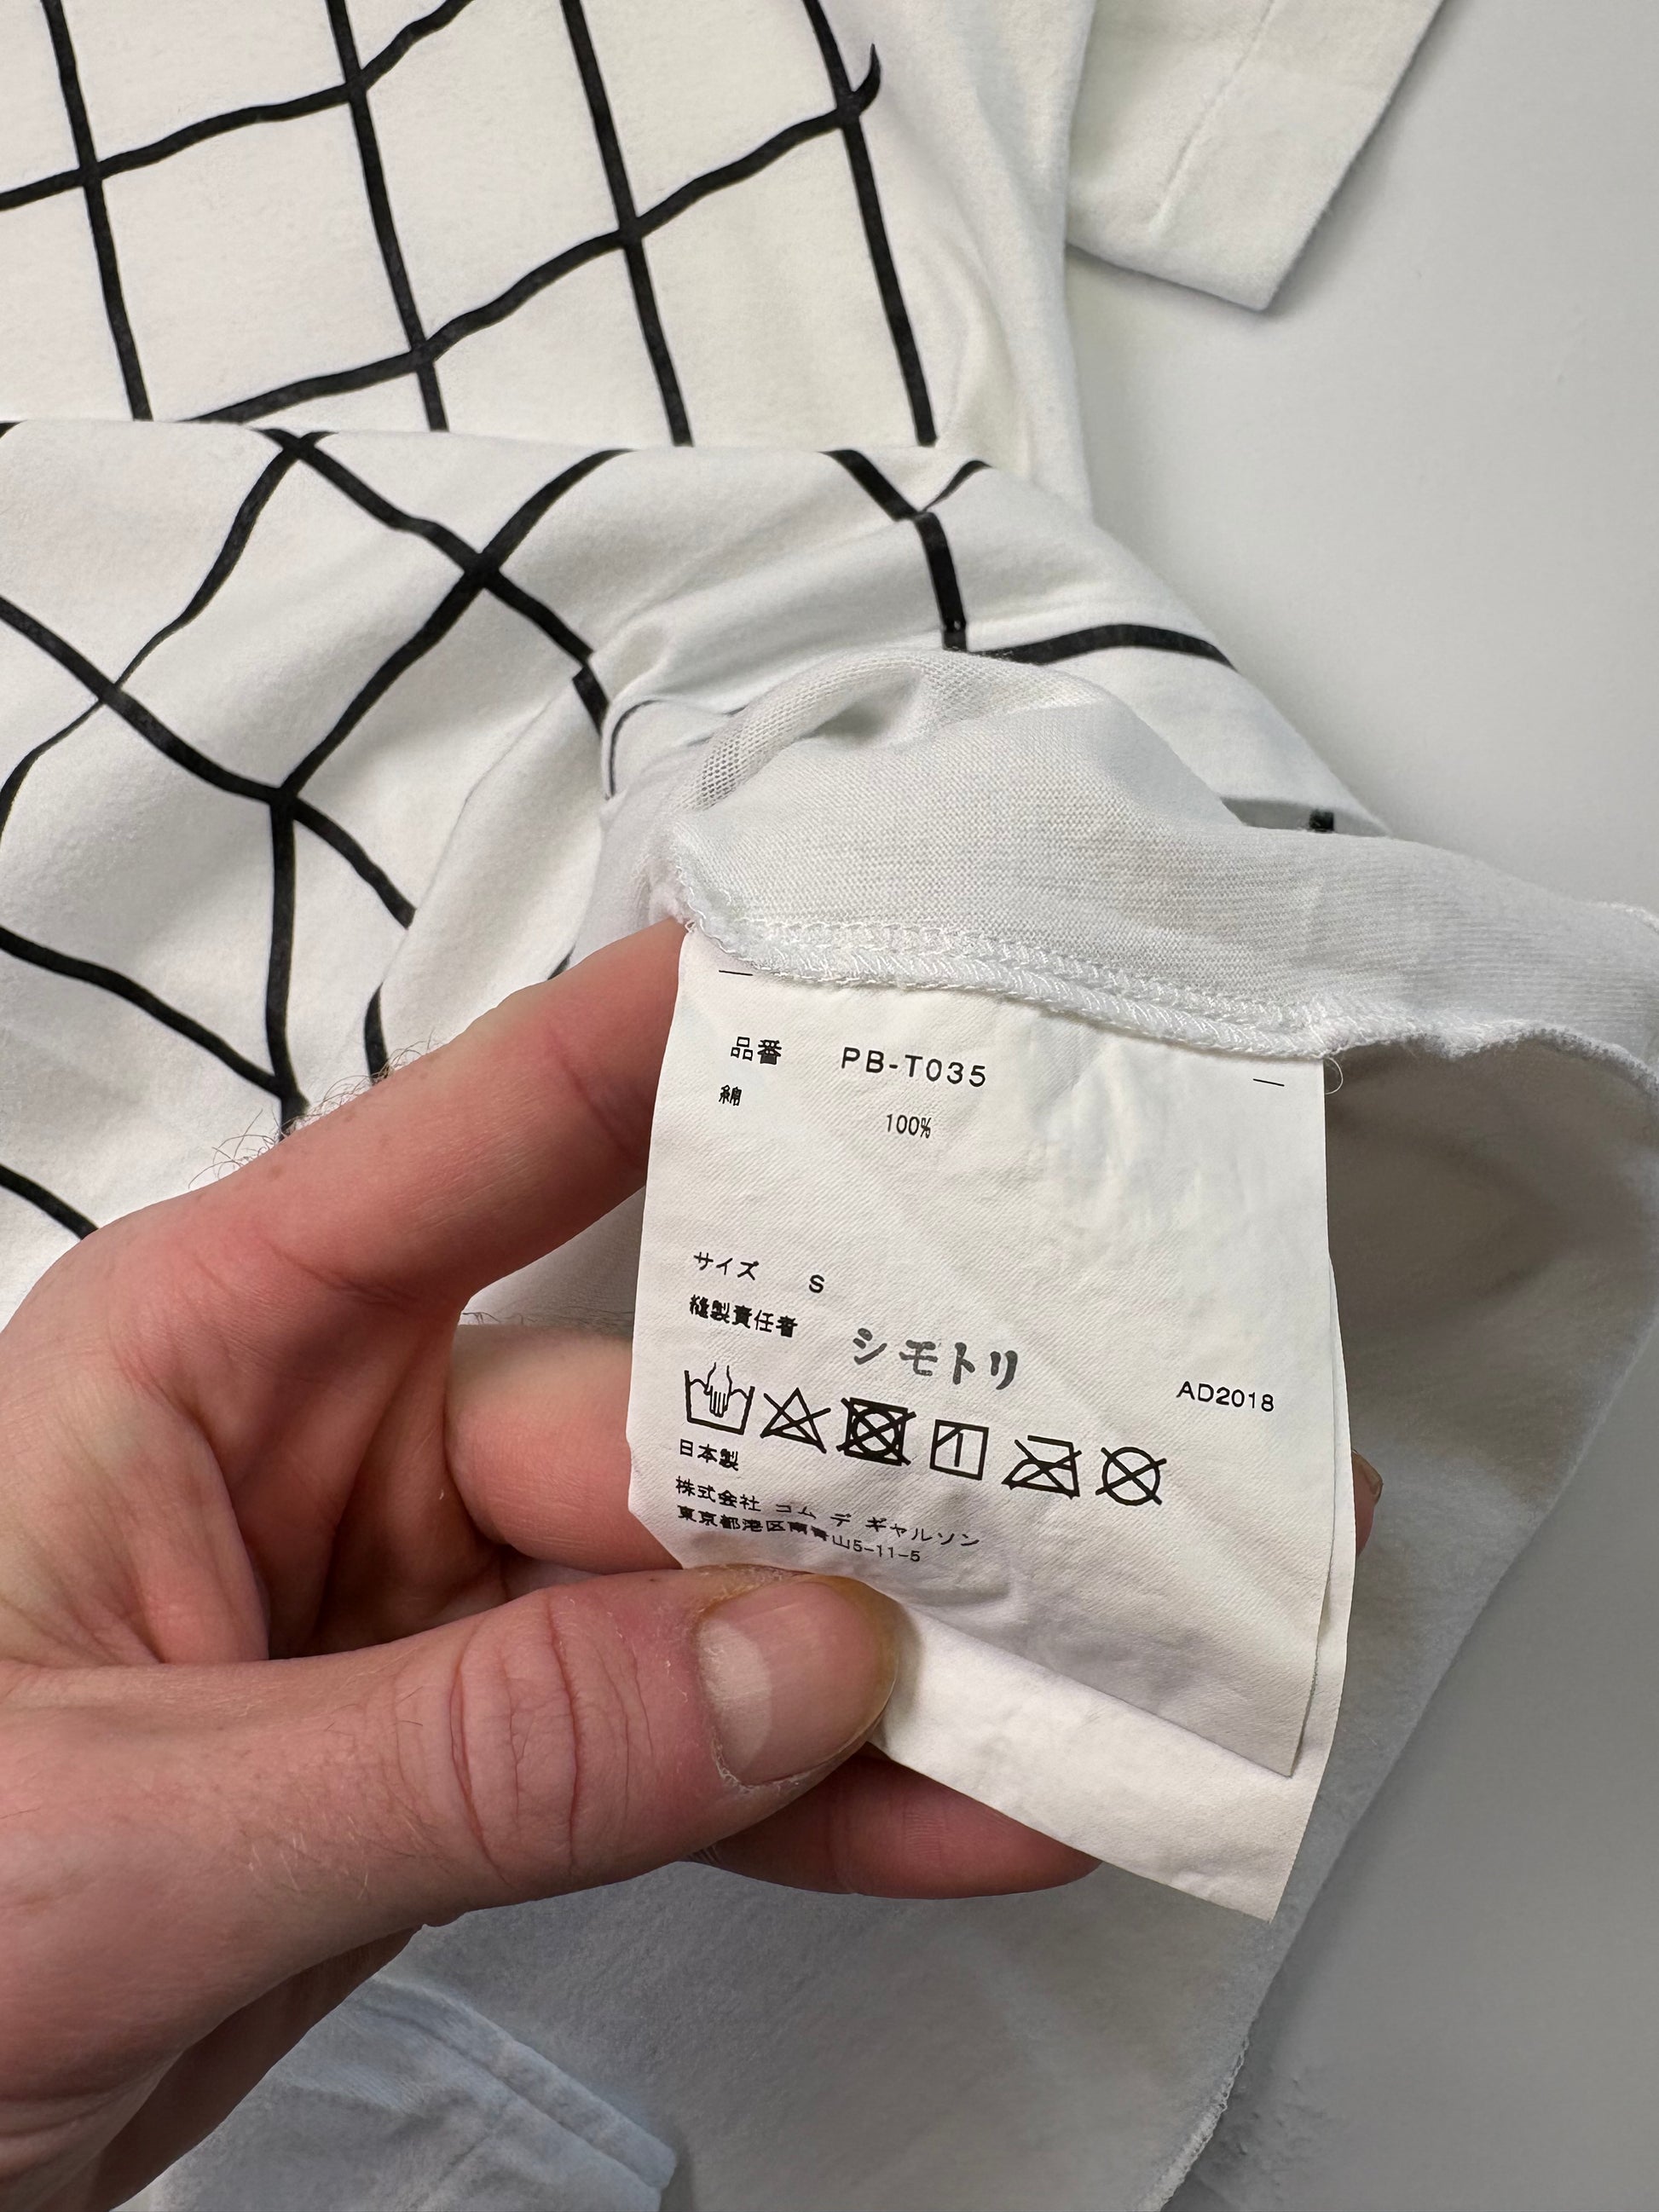 品番 PB-T035
綿 100%
サイズ S
縫製責任者 シモトリ
AD2018
日本製
株式会社 コム デ ギャルソン
東京都港区南青山5-11-5